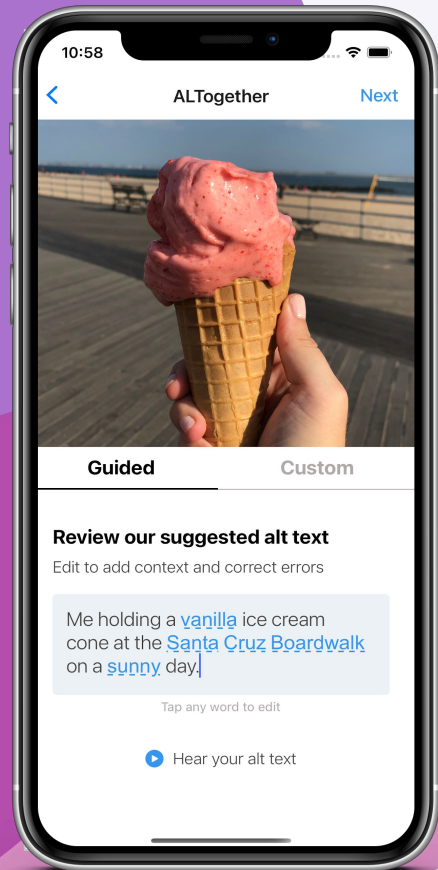 10:58
ALTogether
Next
Guided
Custom
Review our suggested alt text
Edit to add context and correct errors
Me holding a vanilla ice cream
cone at the Santa Cruz Boardwalk
on a sunny day.
Tap any word to edit
Hear your alt text